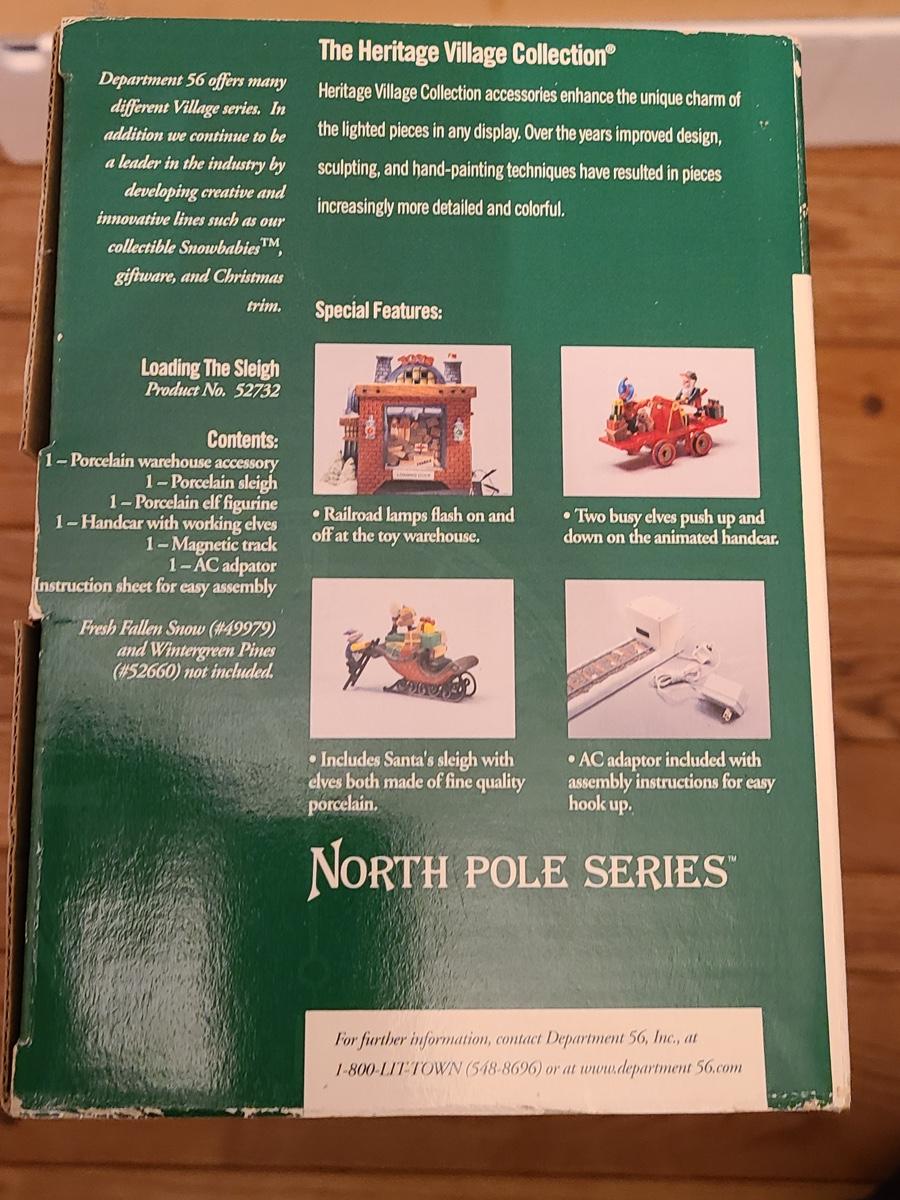 Department 56 offers many
different Village series. In
addition we continue to be
a leader in the industry by
developing creative and
innovative lines such as our
collectible Snowbabies™,
giftware, and Christmas
trim.
Loading The Sleigh
Product No. 52732
Contents:
1 – Porcelain warehouse accessory
1 – Porcelain sleigh
1 – Porcelain elf figurine
1 – Handcar with working elves
1 – Magnetic track
1 – AC adpator
Instruction sheet for easy assembly
Fresh Fallen Snow (#49979)
and Wintergreen Pines
(#52660) not included.
The Heritage Village Collection®
Heritage Village Collection accessories enhance the unique charm of
the lighted pieces in any display. Over the years improved design,
sculpting, and hand-painting techniques have resulted in pieces
increasingly more detailed and colorful.
Special Features:
TOYS
LOADING DOCK
• Railroad lamps flash on and
off at the toy warehouse.
• Two busy elves push up and
down on the animated handcar.
• Includes Santa's sleigh with
elves both made of fine quality
porcelain.
• AC adaptor included with
assembly instructions for easy
hook up.
NORTH POLE SERIES™
For further information, contact Department 56, Inc., at
1-800-LIT-TOWN (548-8696) or at www.department 56.com